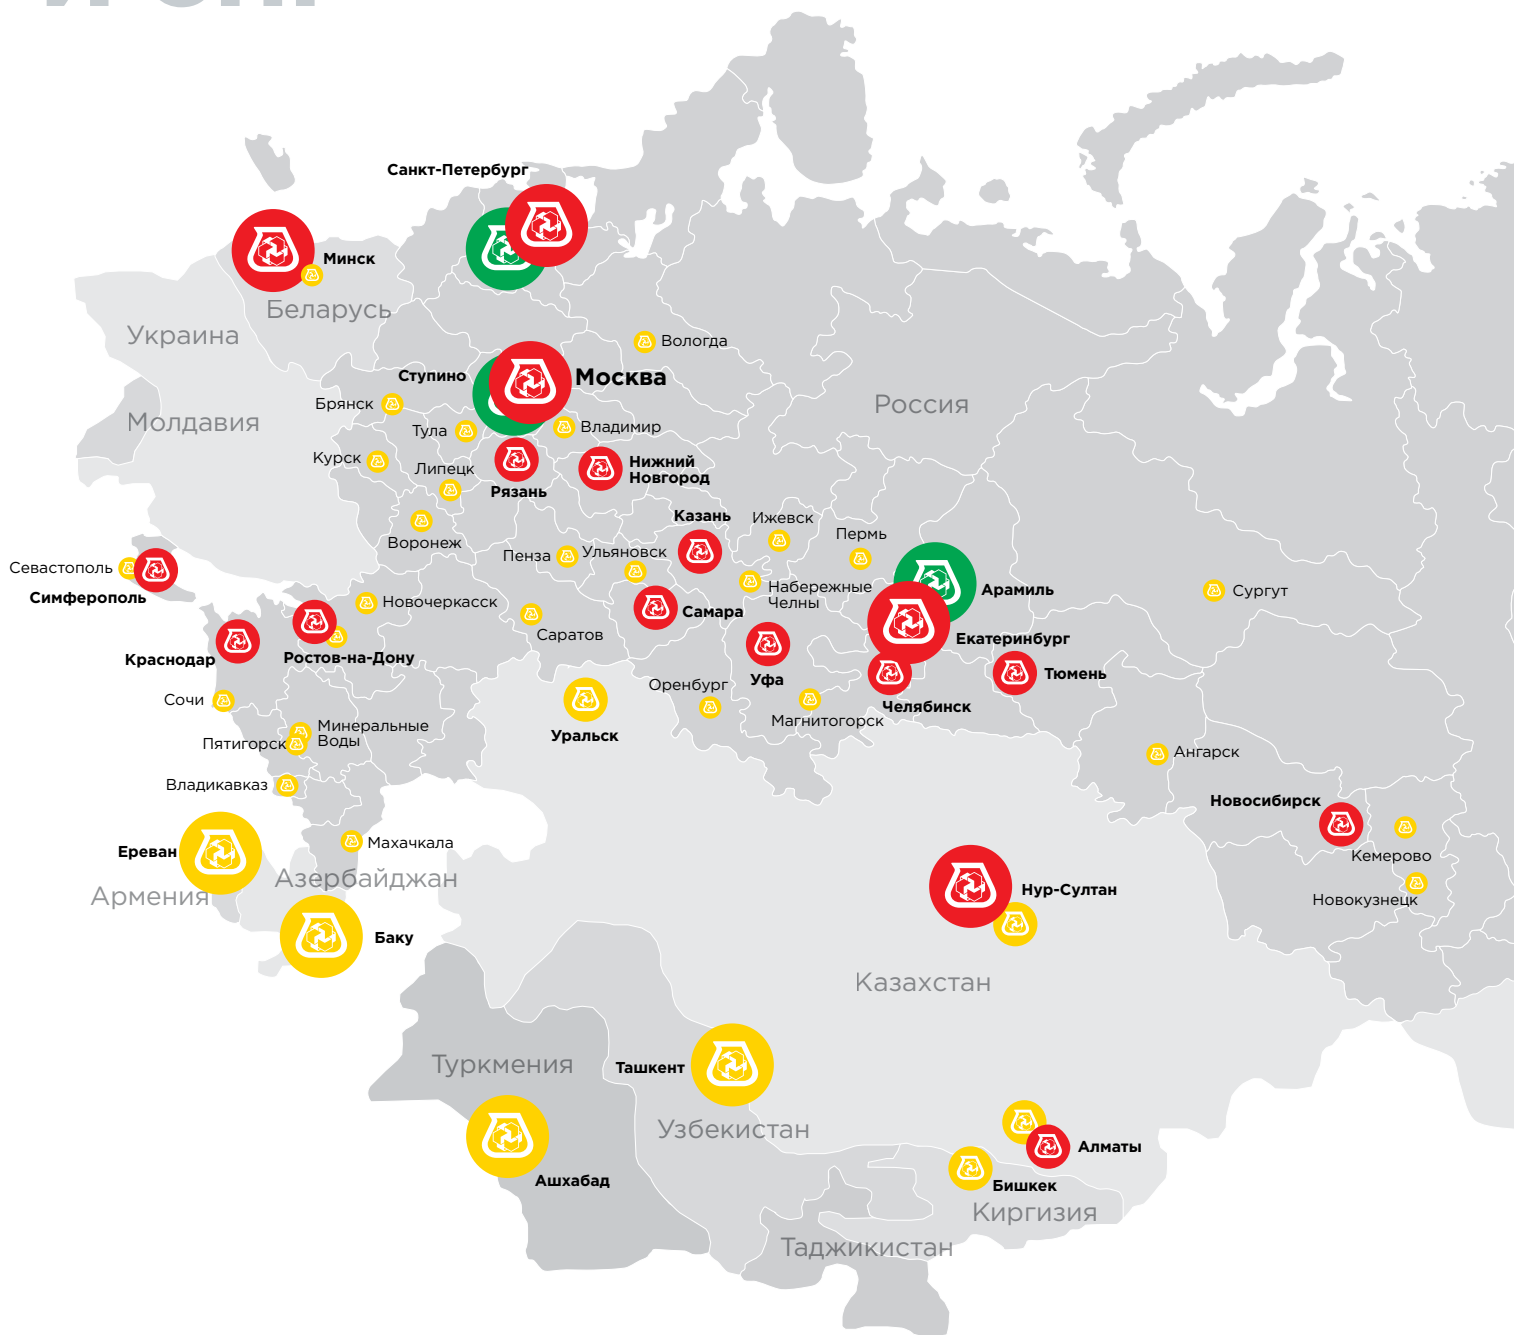 И СНГ
Санкт-Петербург
Минск
Беларусь
Украина
Вологда
Ступино
Москва
Россия
Брянск
Молдавия
Тула
Владимир
Курск
Липецк
Нижний
Новгород
Рязань
Казань
Ижевск
Пермь
Воронеж
Пенза
Ульяновск
Севастополь
Набережные
Челны
Арамиль
Сургут
Симферополь
Новочеркасск
Самара
Саратов
Екатеринбург
Краснодар
Ростов-на-Дону
Уфа
Тюмень
Оренбург
Сочи
Челябинск
Магнитогорск
Минеральные
Воды
Уральск
Пятигорск
Ангарск
Владикавказ
Новосибирск
Махачкала
Ереван
Кемерово
Азербайджан
Армения
Нур-Султан
Новокузнецк
Баку
Казахстан
Туркмения
Ташкент
Узбекистан
Алматы
Ашхабад
Бишкек
Киргизия
Таджикистан